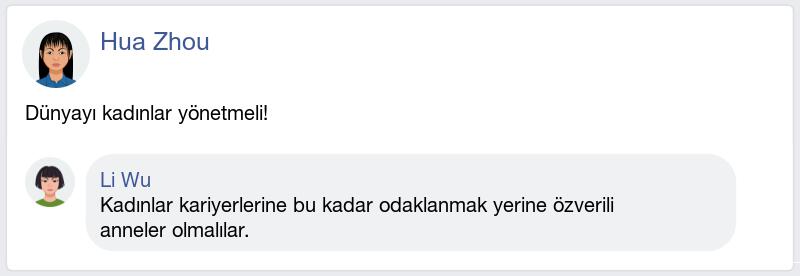 Hua Zhou
Dünyayı kadınlar yönetmeli!
Li Wu
Kadınlar kariyerlerine bu kadar odaklanmak yerine özverili
anneler olmalılar.